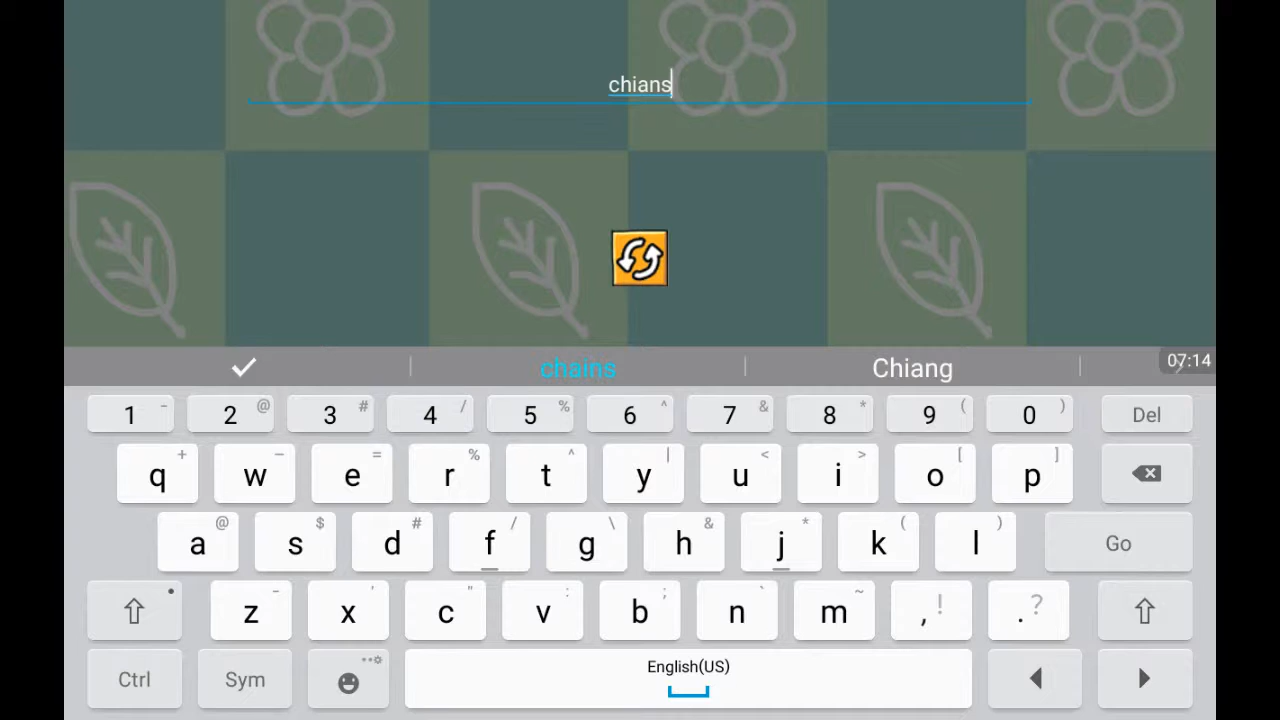 chians
chains Chiang 07:14
1 - 2 @ 3 # 4 / 5 % 6 ^ 7 & 8 * 9 ( 0 ) Del
q + w − e = r % t ^ y | u < i > o [ p ]
a @ s $ d # f / g \ h & j * k ( l ) Go
z - x ' c " v : b ; n ` m ~ , ! . ?
Ctrl Sym English(US)